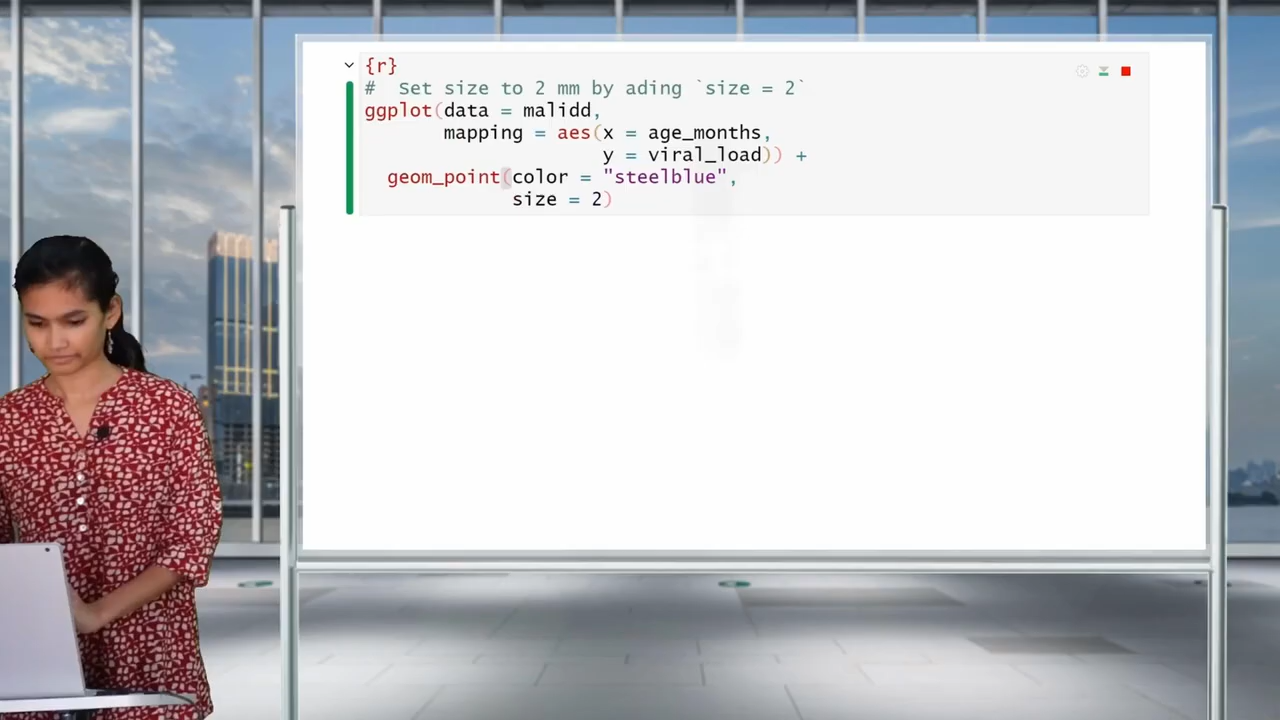 {r}
#  Set size to 2 mm by ading `size = 2`
ggplot(data = malidd,
mapping = aes(x = age_months,
y = viral_load)) +
geom_point(color = "steelblue",
size = 2)